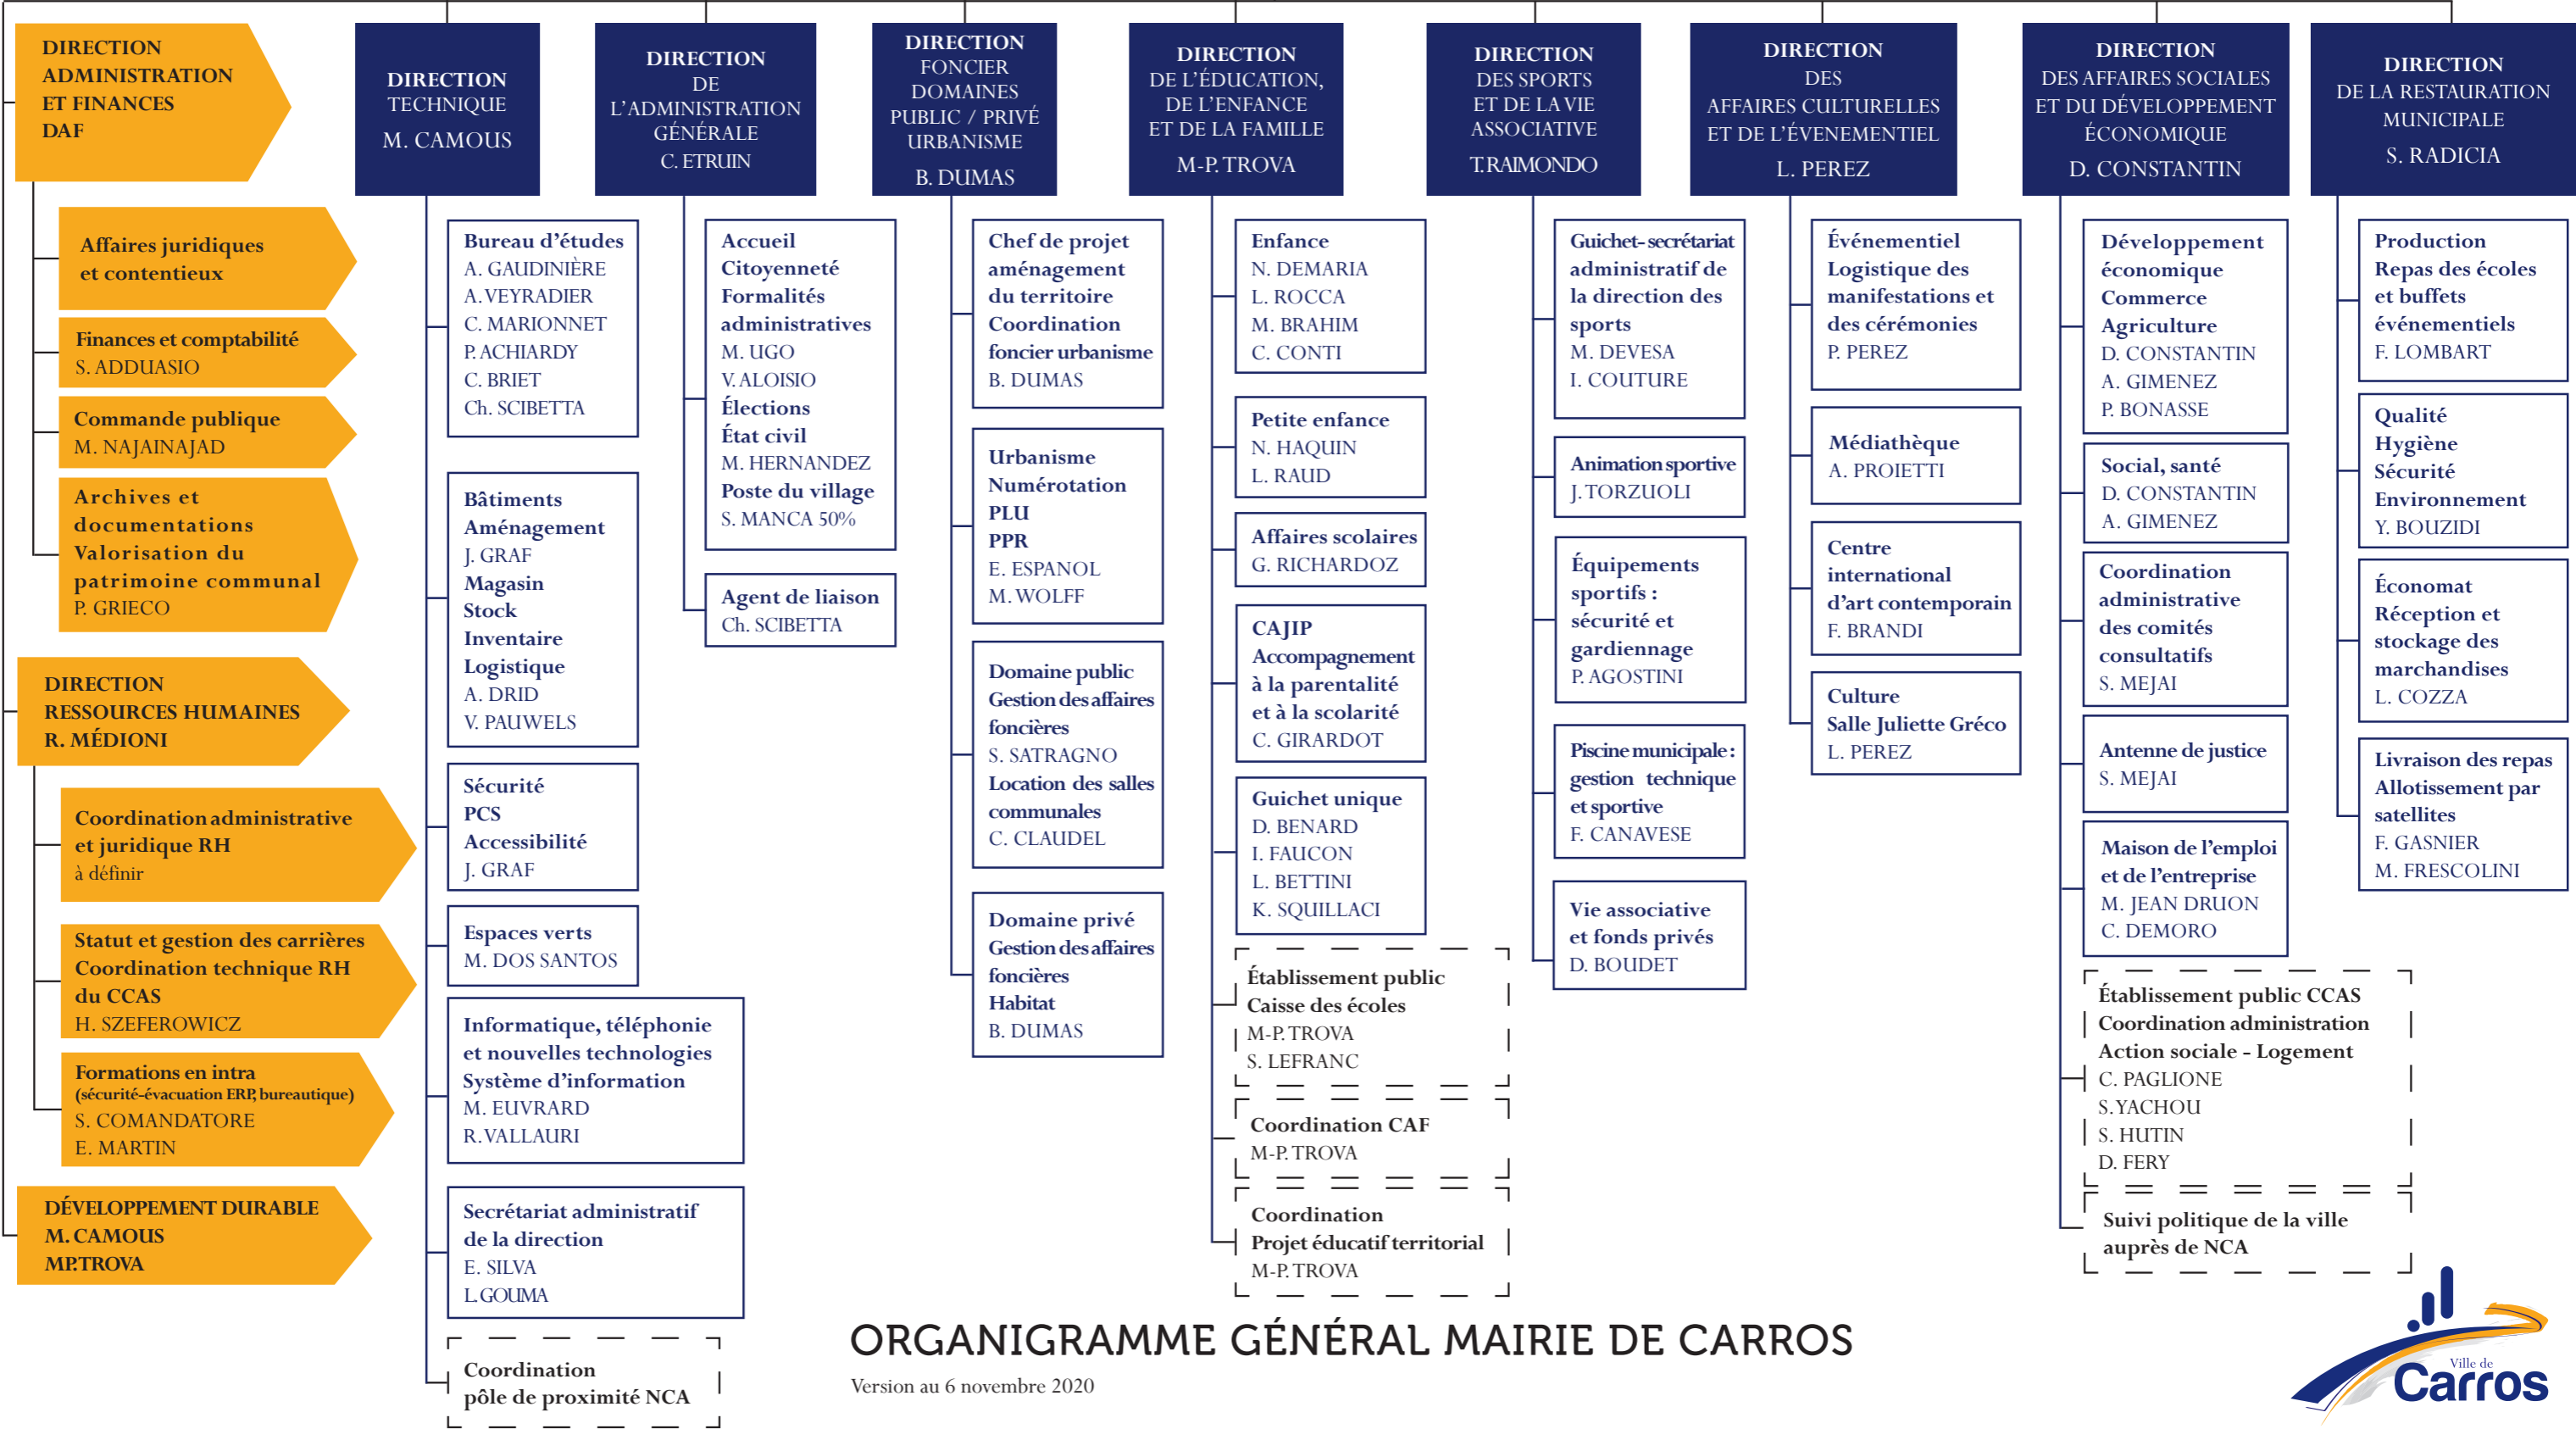 DIRECTION
ADMINISTRATION
ET FINANCES
DAF
Affaires juridiques
et contentieux
Finances et comptabilité
S. ADDUASIO
Commande publique
M. NAJAINAJAD
Archives et
documentations
Valorisation du
patrimoine communal
P. GRIECO
DIRECTION
RESSOURCES HUMAINES
R. MÉDIONI
Coordination administrative
et juridique RH
à définir
Statut et gestion des carrières
Coordination technique RH
du CCAS
H. SZEFEROWICZ
Formations en intra
(sécurité-évacuation ERP, bureautique)
S. COMANDATORE
E. MARTIN
DÉVELOPPEMENT DURABLE
M. CAMOUS
MP.TROVA
DIRECTION
TECHNIQUE
M. CAMOUS
Bureau d'études
A. GAUDINIÈRE
A. VEYRADIER
C. MARIONNET
P. ACHIARDY
C. BRIET
Ch. SCIBETTA
Bâtiments
Aménagement
J. GRAF
Magasin
Stock
Inventaire
Logistique
A. DRID
V. PAUWELS
Sécurité
PCS
Accessibilité
J. GRAF
Espaces verts
M. DOS SANTOS
Informatique, téléphonie
et nouvelles technologies
Système d'information
M. EUVRARD
R. VALLAURI
Secrétariat administratif
de la direction
E. SILVA
L. GOUMA
Coordination
pôle de proximité NCA
DIRECTION
DE
L'ADMINISTRATION
GÉNÉRALE
C. ETRUIN
Accueil
Citoyenneté
Formalités
administratives
M. UGO
V. ALOISIO
Élections
État civil
M. HERNANDEZ
Poste du village
S. MANCA 50%
Agent de liaison
Ch. SCIBETTA
DIRECTION
FONCIER
DOMAINES
PUBLIC / PRIVÉ
URBANISME
B. DUMAS
Chef de projet
aménagement
du territoire
Coordination
foncier urbanisme
B. DUMAS
Urbanisme
Numérotation
PLU
PPR
E. ESPANOL
M. WOLFF
Domaine public
Gestion des affaires
foncières
S. SATRAGNO
Location des salles
communales
C. CLAUDEL
Domaine privé
Gestion des affaires
foncières
Habitat
B. DUMAS
DIRECTION
DE L'ÉDUCATION,
DE L'ENFANCE
ET DE LA FAMILLE
M-P. TROVA
Enfance
N. DEMARIA
L. ROCCA
M. BRAHIM
C. CONTI
Petite enfance
N. HAQUIN
L. RAUD
Affaires scolaires
G. RICHARDOZ
CAJIP
Accompagnement
à la parentalité
et à la scolarité
C. GIRARDOT
Guichet unique
D. BENARD
I. FAUCON
L. BETTINI
K. SQUILLACI
Établissement public
Caisse des écoles
M-P. TROVA
S. LEFRANC
Coordination CAF
M-P. TROVA
Coordination
Projet éducatif territorial
M-P. TROVA
DIRECTION
DES SPORTS
ET DE LA VIE
ASSOCIATIVE
T. RAIMONDO
Guichet- secrétariat
administratif de
la direction des
sports
M. DEVESA
I. COUTURE
Animation sportive
J. TORZUOLI
Équipements
sportifs :
sécurité et
gardiennage
P. AGOSTINI
Piscine municipale :
gestion technique
et sportive
F. CANAVESE
Vie associative
et fonds privés
D. BOUDET
DIRECTION
DES
AFFAIRES CULTURELLES
ET DE L'ÉVENEMENTIEL
L. PEREZ
Événementiel
Logistique des
manifestations et
des cérémonies
P. PEREZ
Médiathèque
A. PROIETTI
Centre
international
d'art contemporain
F. BRANDI
Culture
Salle Juliette Gréco
L. PEREZ
DIRECTION
DES AFFAIRES SOCIALES
ET DU DÉVELOPPEMENT
ÉCONOMIQUE
D. CONSTANTIN
Développement
économique
Commerce
Agriculture
D. CONSTANTIN
A. GIMENEZ
P. BONASSE
Social, santé
D. CONSTANTIN
A. GIMENEZ
Coordination
administrative
des comités
consultatifs
S. MEJAI
Antenne de justice
S. MEJAI
Maison de l'emploi
et de l'entreprise
M. JEAN DRUON
C. DEMORO
Établissement public CCAS
Coordination administration
Action sociale - Logement
C. PAGLIONE
S. YACHOU
S. HUTIN
D. FERY
Suivi politique de la ville
auprès de NCA
DIRECTION
DE LA RESTAURATION
MUNICIPALE
S. RADICIA
Production
Repas des écoles
et buffets
événementiels
F. LOMBART
Qualité
Hygiène
Sécurité
Environnement
Y. BOUZIDI
Économat
Réception et
stockage des
marchandises
L. COZZA
Livraison des repas
Allotissement par
satellites
F. GASNIER
M. FRESCOLINI
ORGANIGRAMME GÉNÉRAL MAIRIE DE CARROS
Version au 6 novembre 2020
Ville de
Carros